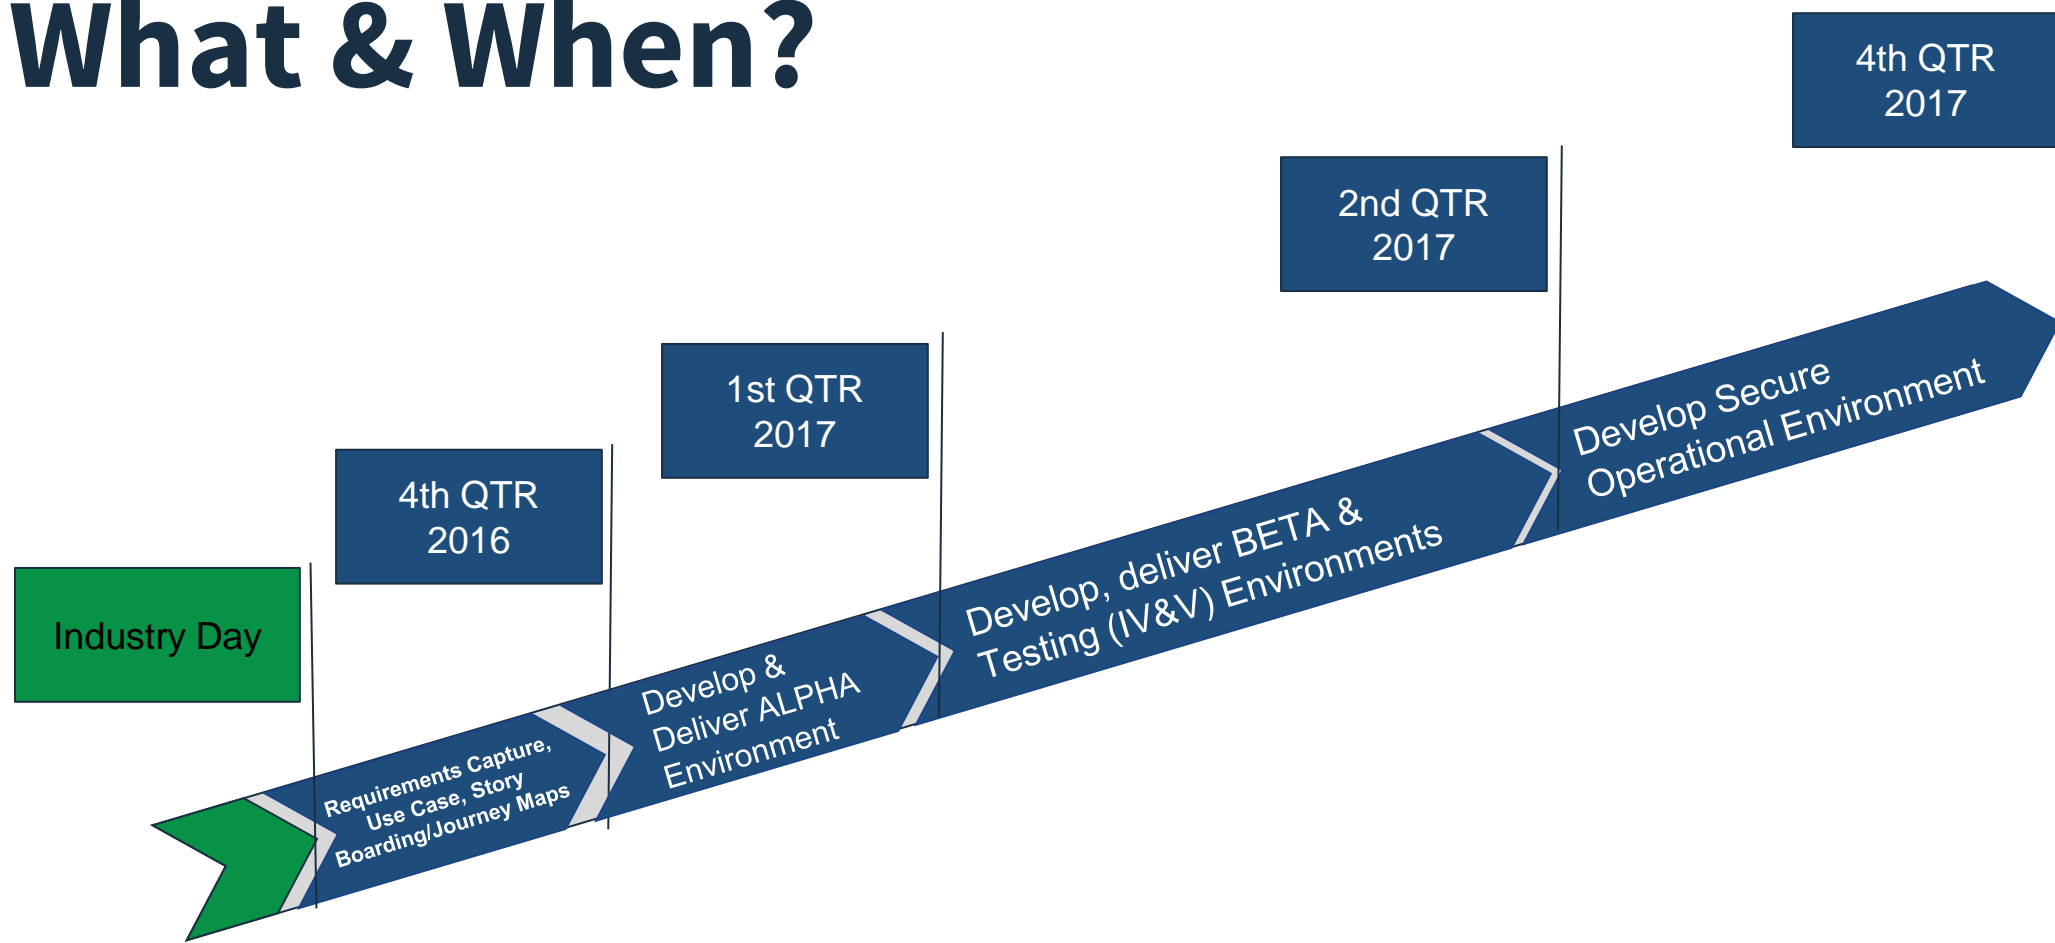 What & When?
4th QTR
2017
2nd QTR
2017
1st QTR
2017
4th QTR
2016
Industry Day
Requirements Capture,
Use Case, Story
Boarding/Journey Maps
Develop &
Deliver ALPHA
Environment
Develop, deliver BETA &
Testing (IV&V) Environments
Develop Secure
Operational Environment